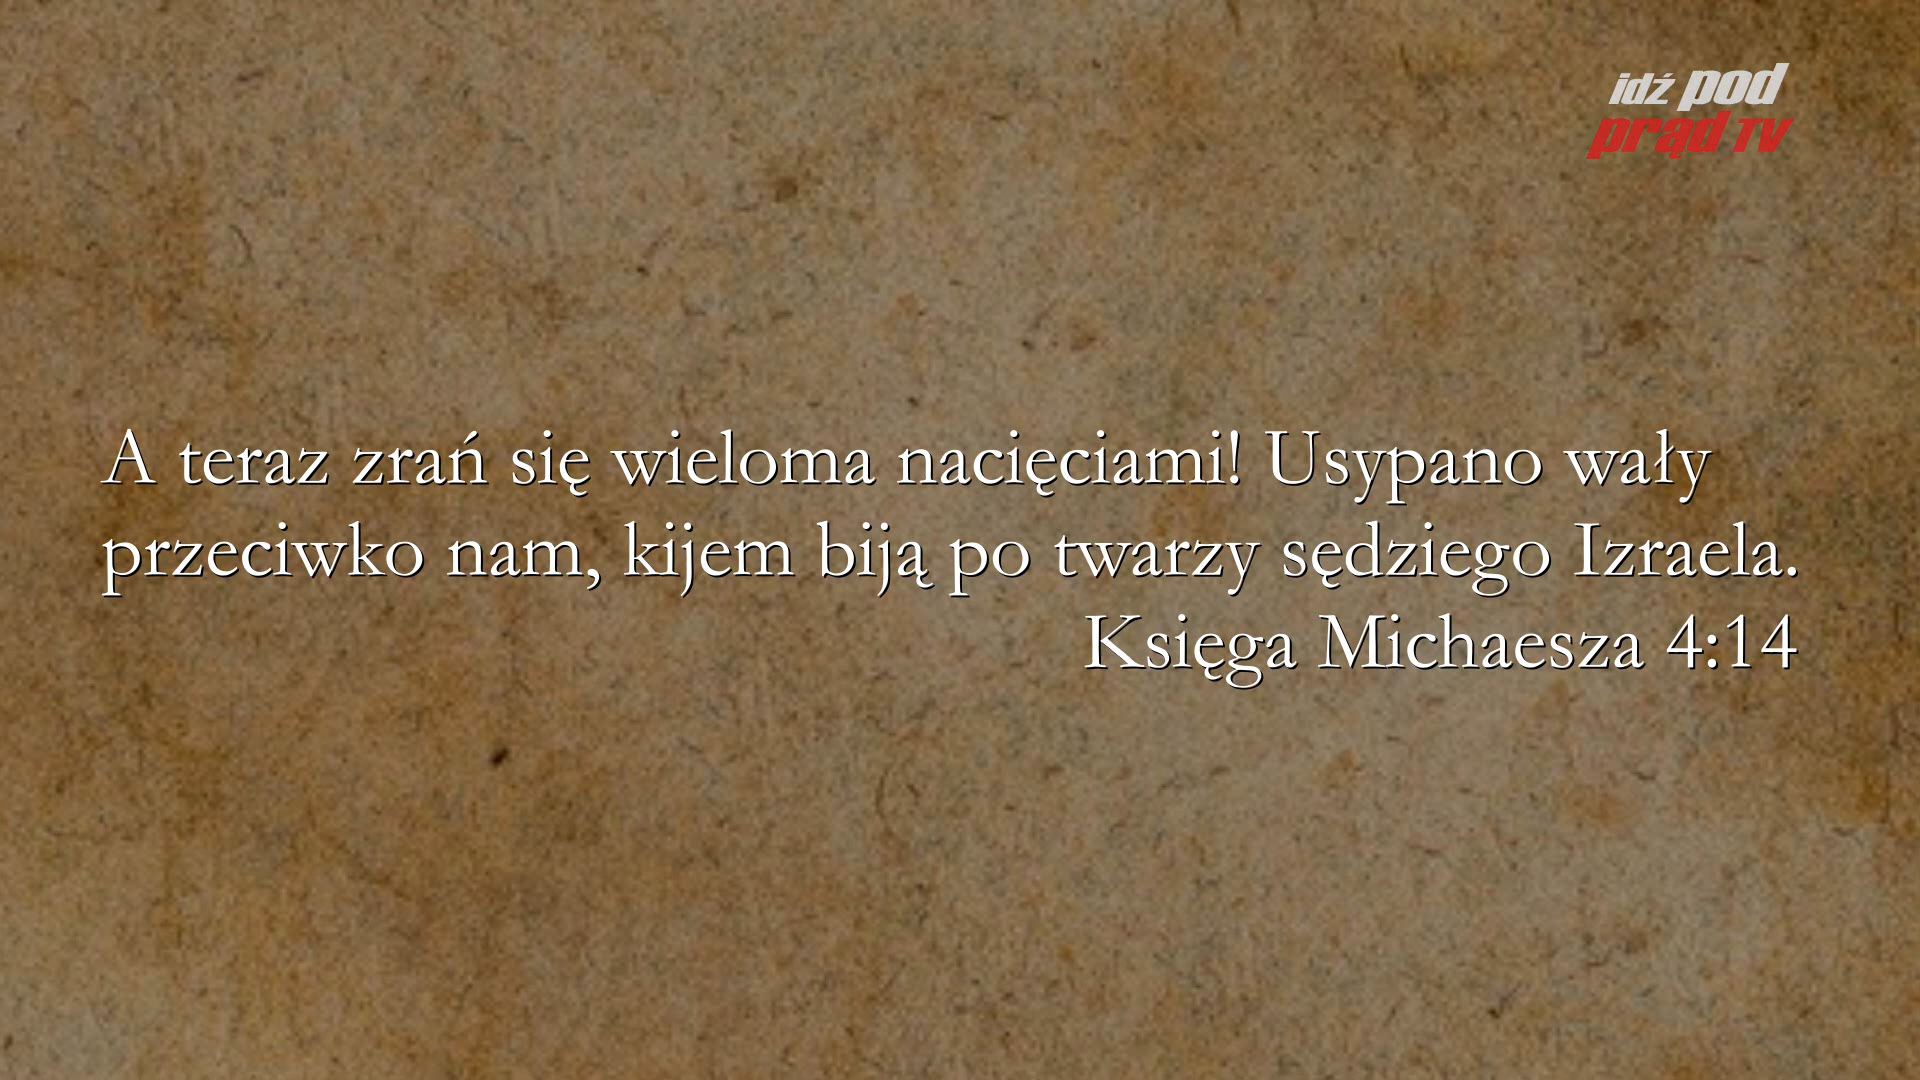 idź pod
prąd TV
A teraz zrań się wieloma nacięciami! Usypano wały
przeciwko nam, kijem biją po twarzy sędziego Izraela.
Księga Michaesza 4:14